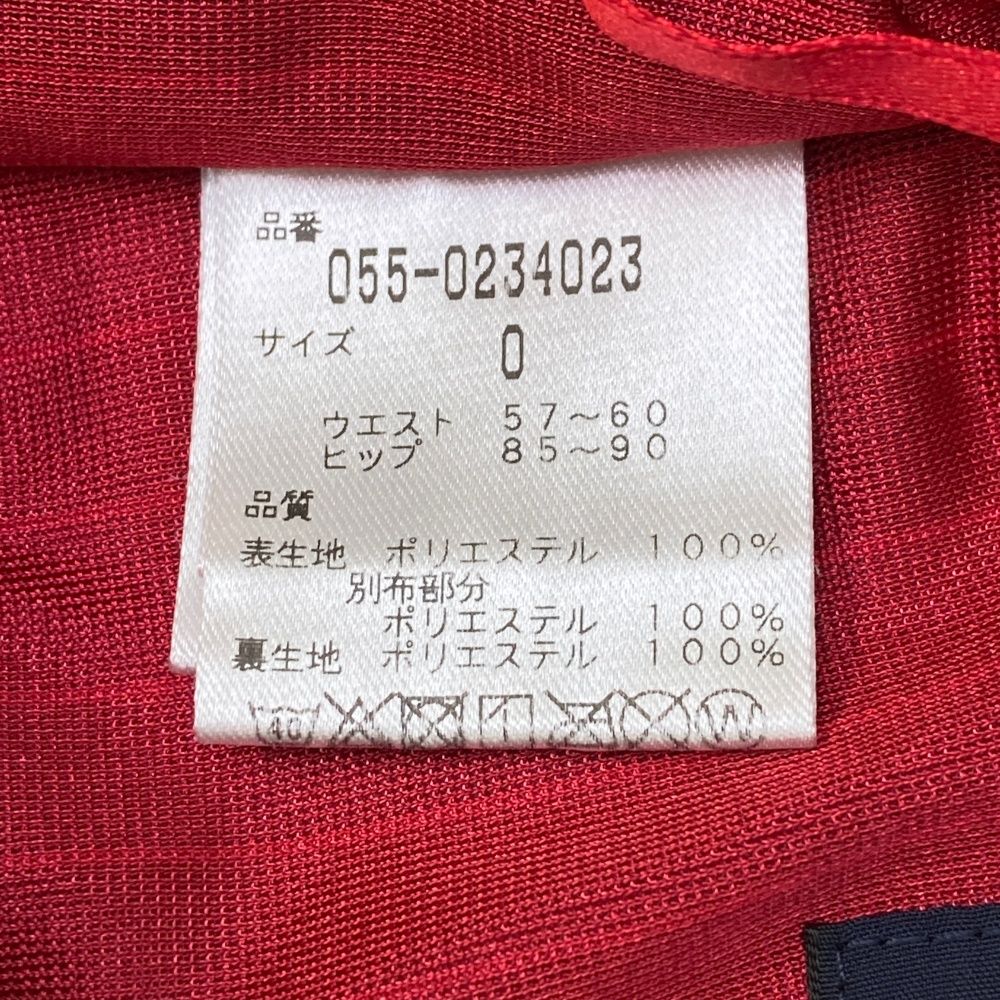 品番
055-0234023
サイズ 0
ウエスト 57～60
ヒップ 85～90
品質
表生地 ポリエステル 100%
別布部分
ポリエステル 100%
裏生地 ポリエステル 100%
40 W